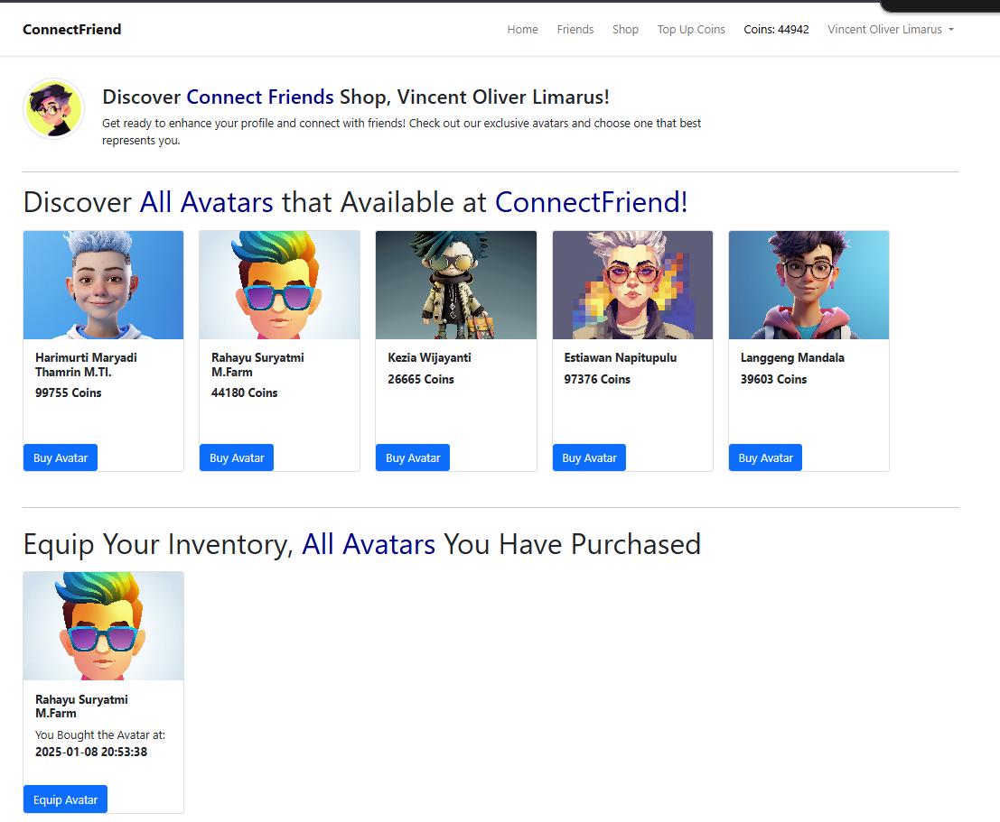 ConnectFriend
Home Friends Shop Top Up Coins Coins: 44942 Vincent Oliver Limarus
Discover Connect Friends Shop, Vincent Oliver Limarus!
Get ready to enhance your profile and connect with friends! Check out our exclusive avatars and choose one that best
represents you.
Discover All Avatars that Available at ConnectFriend!
Harimurti Maryadi
Thamrin M.TI.
99755 Coins
Buy Avatar
Rahayu Suryatmi
M.Farm
44180 Coins
Buy Avatar
Kezia Wijayanti
26665 Coins
Buy Avatar
Estiawan Napitupulu
97376 Coins
Buy Avatar
Langgeng Mandala
39603 Coins
Buy Avatar
Equip Your Inventory, All Avatars You Have Purchased
Rahayu Suryatmi
M.Farm
You Bought the Avatar at:
2025-01-08 20:53:38
Equip Avatar